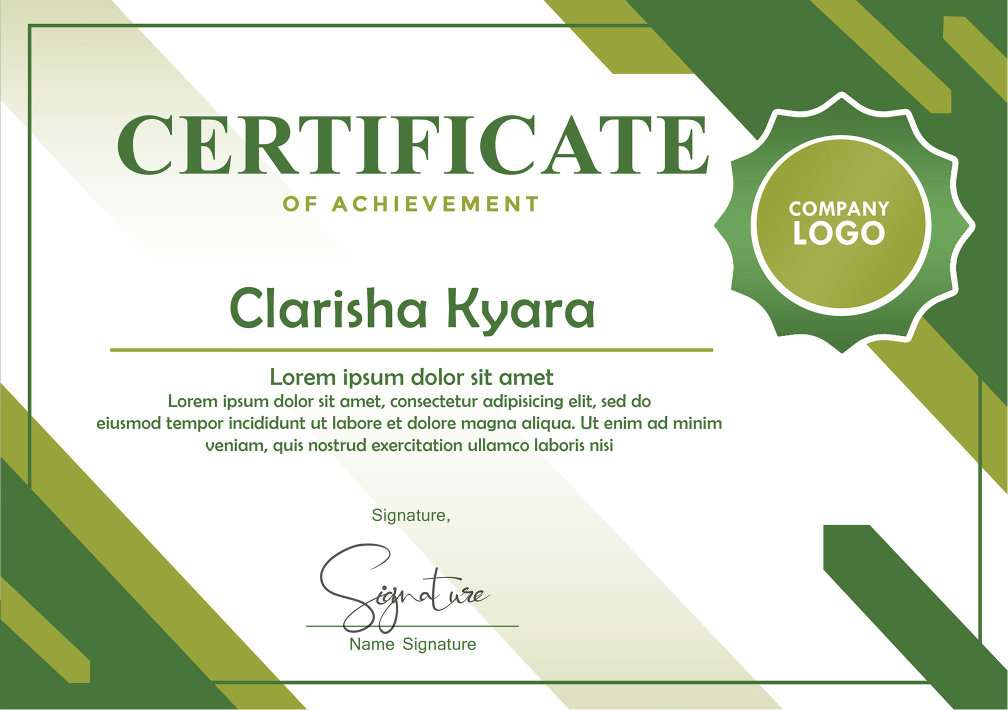 CERTIFICATE
OF ACHIEVEMENT
COMPANY
LOGO
Clarisha Kyara
Lorem ipsum dolor sit amet
Lorem ipsum dolor sit amet, consectetur adipisicing elit, sed do
eiusmod tempor incididunt ut labore et dolore magna aliqua. Ut enim ad minim
veniam, quis nostrud exercitation ullamco laboris nisi
Signature,
Signature
Name Signature